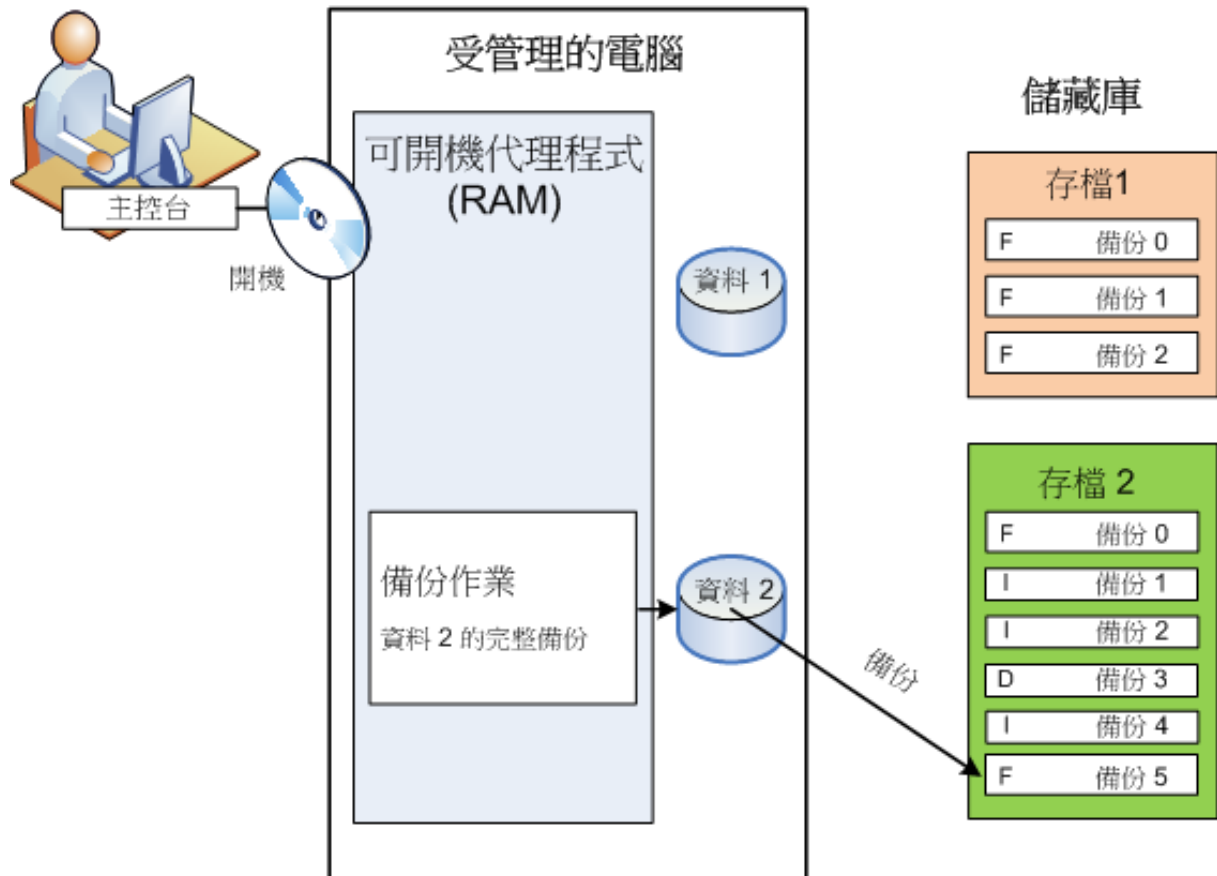 受管理的電腦
可開機代理程式
(RAM)
主控台
開機
資料 1
備份作業
資料 2 的完整備份
資料 2
備份
儲藏庫
存檔1
F 備份 0
F 備份 1
F 備份 2
存檔 2
F 備份 0
I 備份 1
I 備份 2
D 備份 3
I 備份 4
F 備份 5